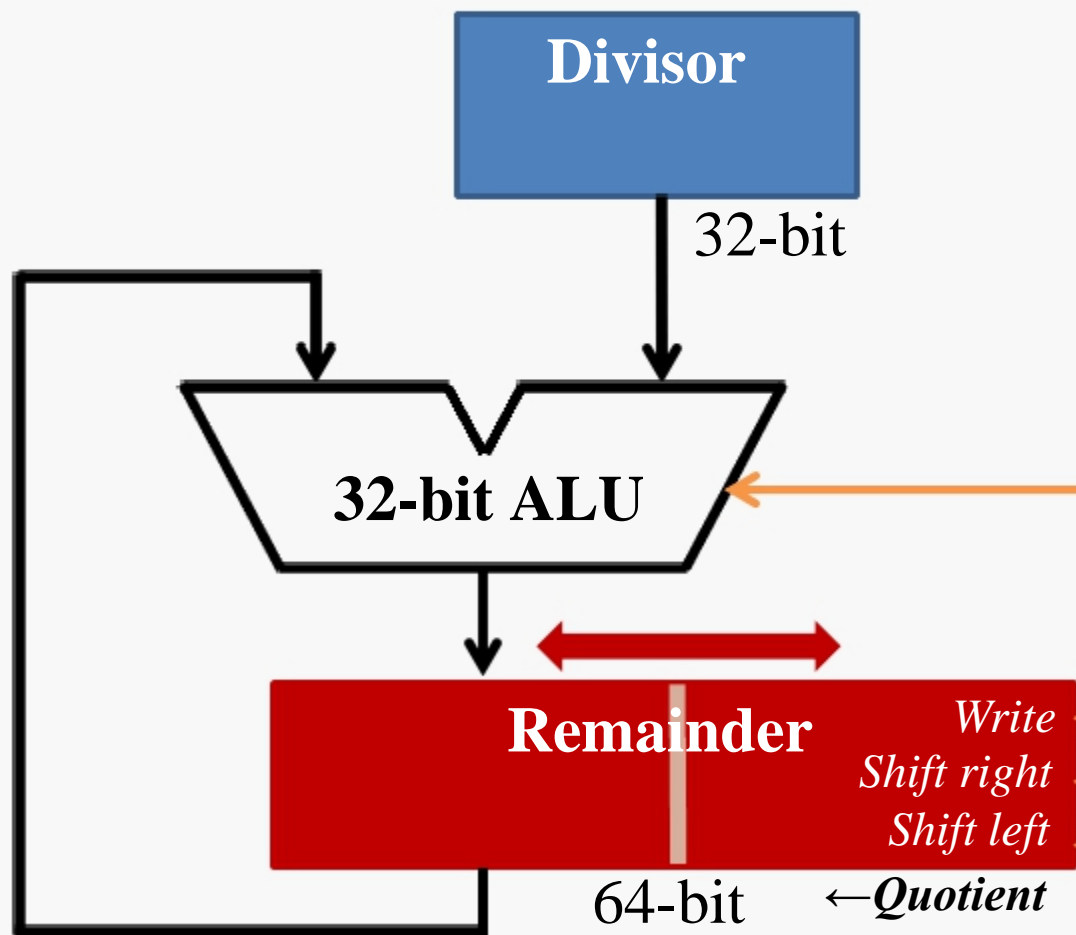 Divisor
32-bit
32-bit ALU
Remainder
Write
Shift right
Shift left
64-bit
←Quotient